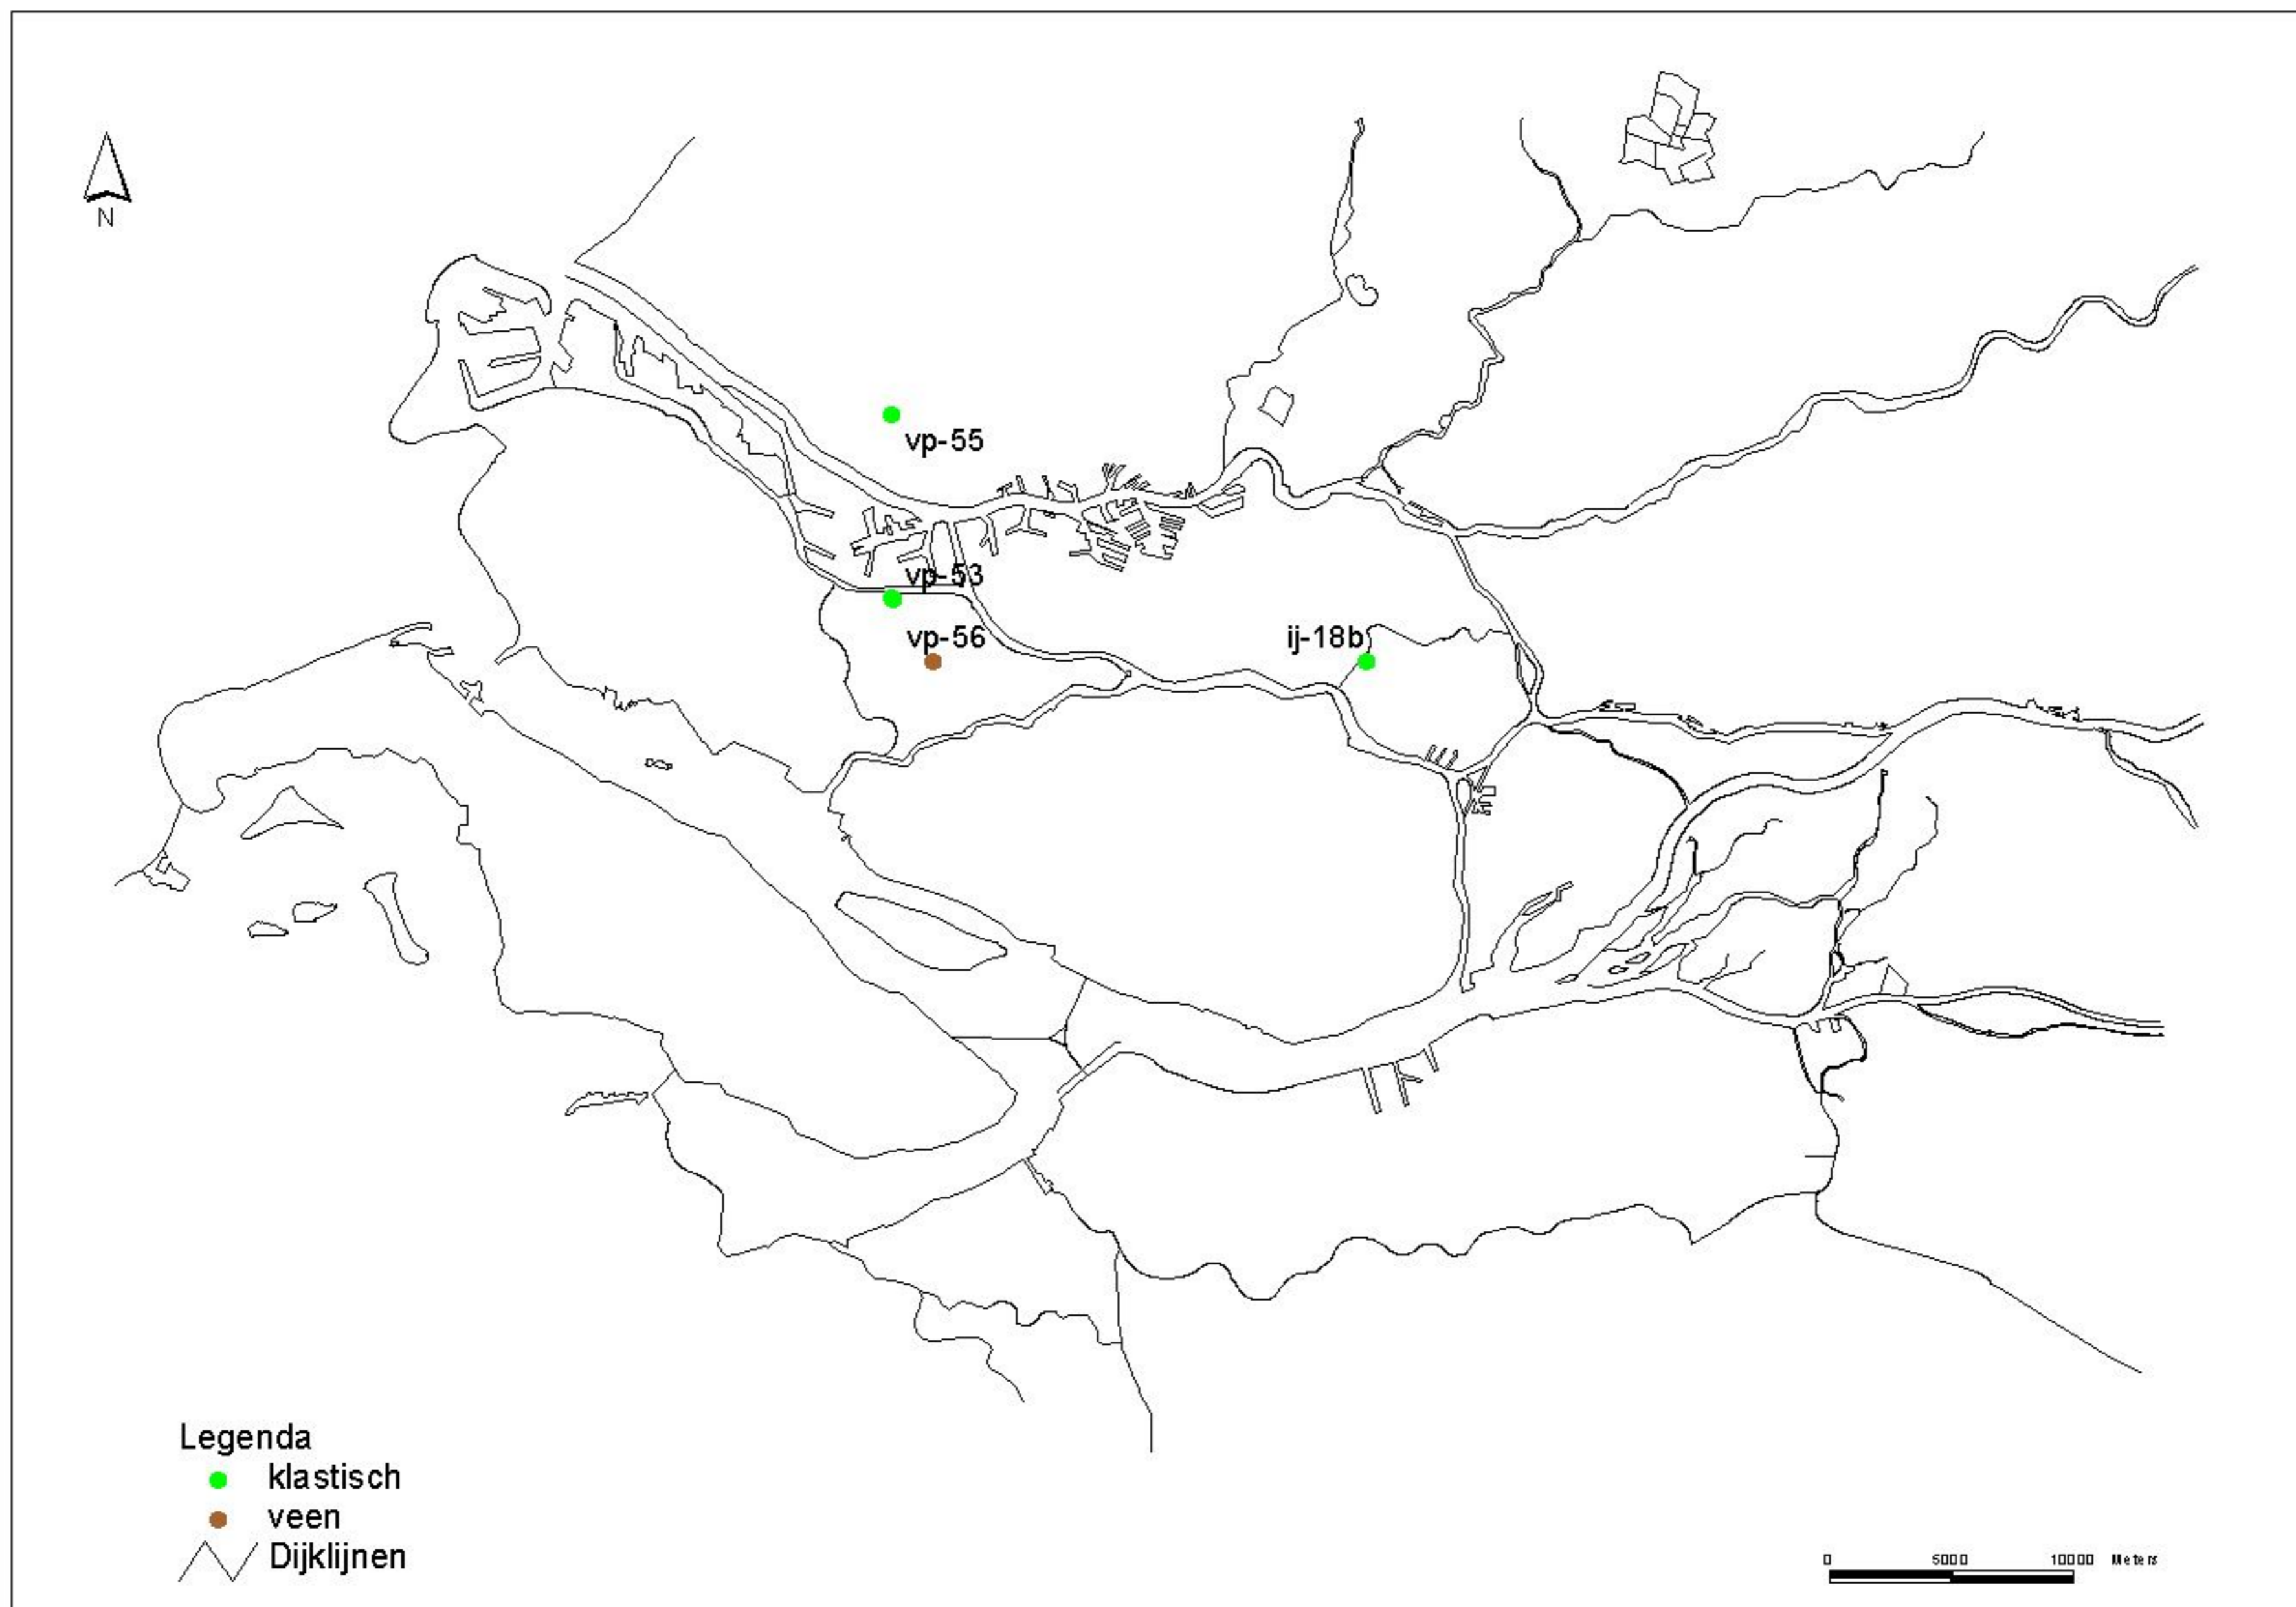 N
vp-55
vp-53
vp-56
ij-18b
Legenda
klastisch
veen
Dijklijnen
0 5000 10000 Meters